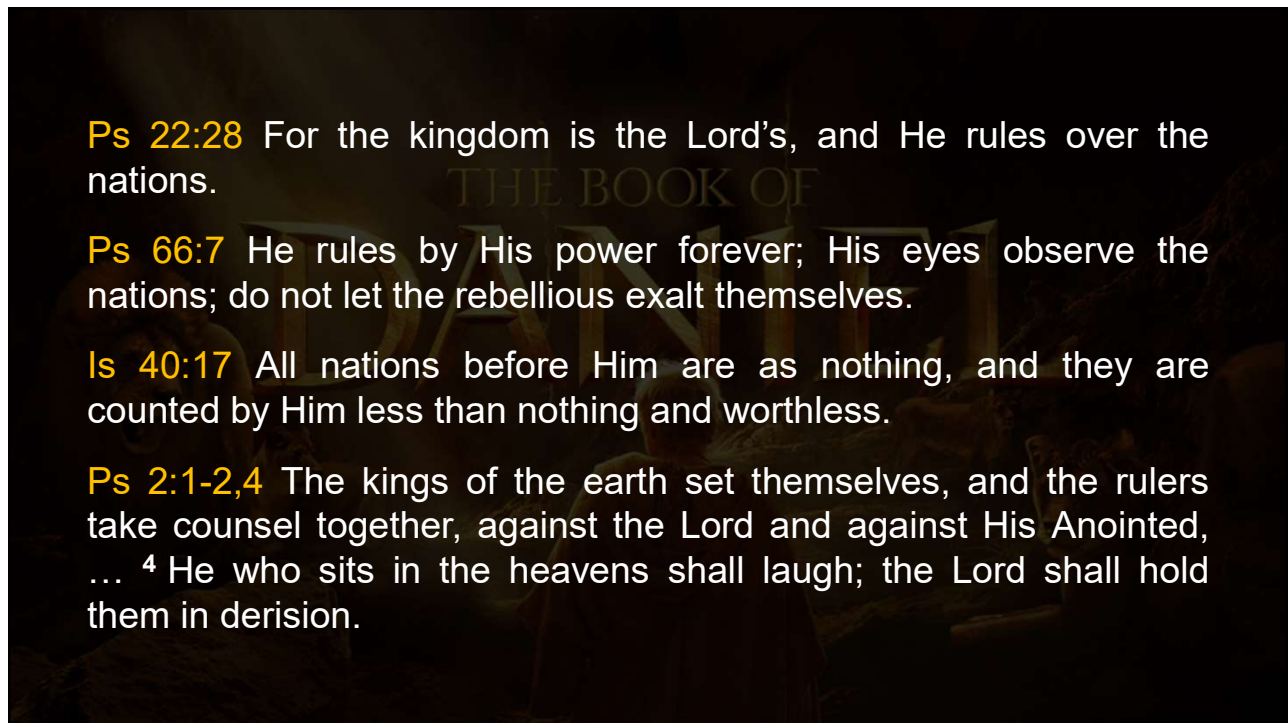 Ps 22:28 For the kingdom is the Lord’s, and He rules over the
nations.
THE BOOK OF
DANIEL
Ps 66:7 He rules by His power forever; His eyes observe the
nations; do not let the rebellious exalt themselves.
Is 40:17 All nations before Him are as nothing, and they are
counted by Him less than nothing and worthless.
Ps 2:1-2,4 The kings of the earth set themselves, and the rulers
take counsel together, against the Lord and against His Anointed,
… ⁴ He who sits in the heavens shall laugh; the Lord shall hold
them in derision.